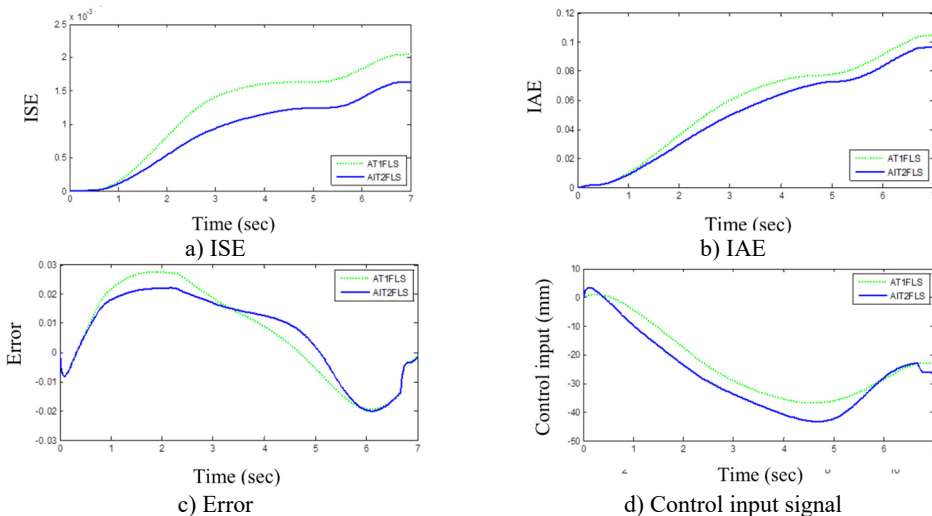 x 10⁻³
2.5
2
1.5
1
0.5
0
ISE
AT1FLS
AIT2FLS
0 1 2 3 4 5 6 7
Time (sec)
a) ISE
0.12
0.1
0.08
0.06
0.04
0.02
0
IAE
AT1FLS
AIT2FLS
0 1 2 3 4 5 6
Time (sec)
b) IAE
0.03
0.02
0.01
0
-0.01
-0.02
-0.03
Error
AT1FLS
AIT2FLS
0 1 2 3 4 5 6 7
Time (sec)
c) Error
10
0
-10
-20
-30
-40
-50
Control input (mm)
AT1FLS
AIT2FLS
0 1 2 3 4 5 6
Time (sec)
d) Control input signal